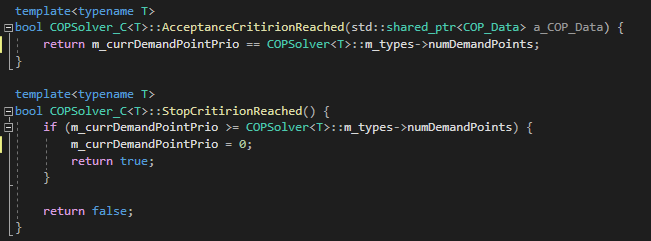 template<typename T>
bool COPSolver_C<T>::AcceptanceCritirionReached(std::shared_ptr<COP_Data> a_COP_Data) {
    return m_currDemandPointPrio == COPSolver<T>::m_types->numDemandPoints;
}
template<typename T>
bool COPSolver_C<T>::StopCritirionReached() {
    if (m_currDemandPointPrio >= COPSolver<T>::m_types->numDemandPoints) {
        m_currDemandPointPrio = 0;
        return true;
    }
    return false;
}